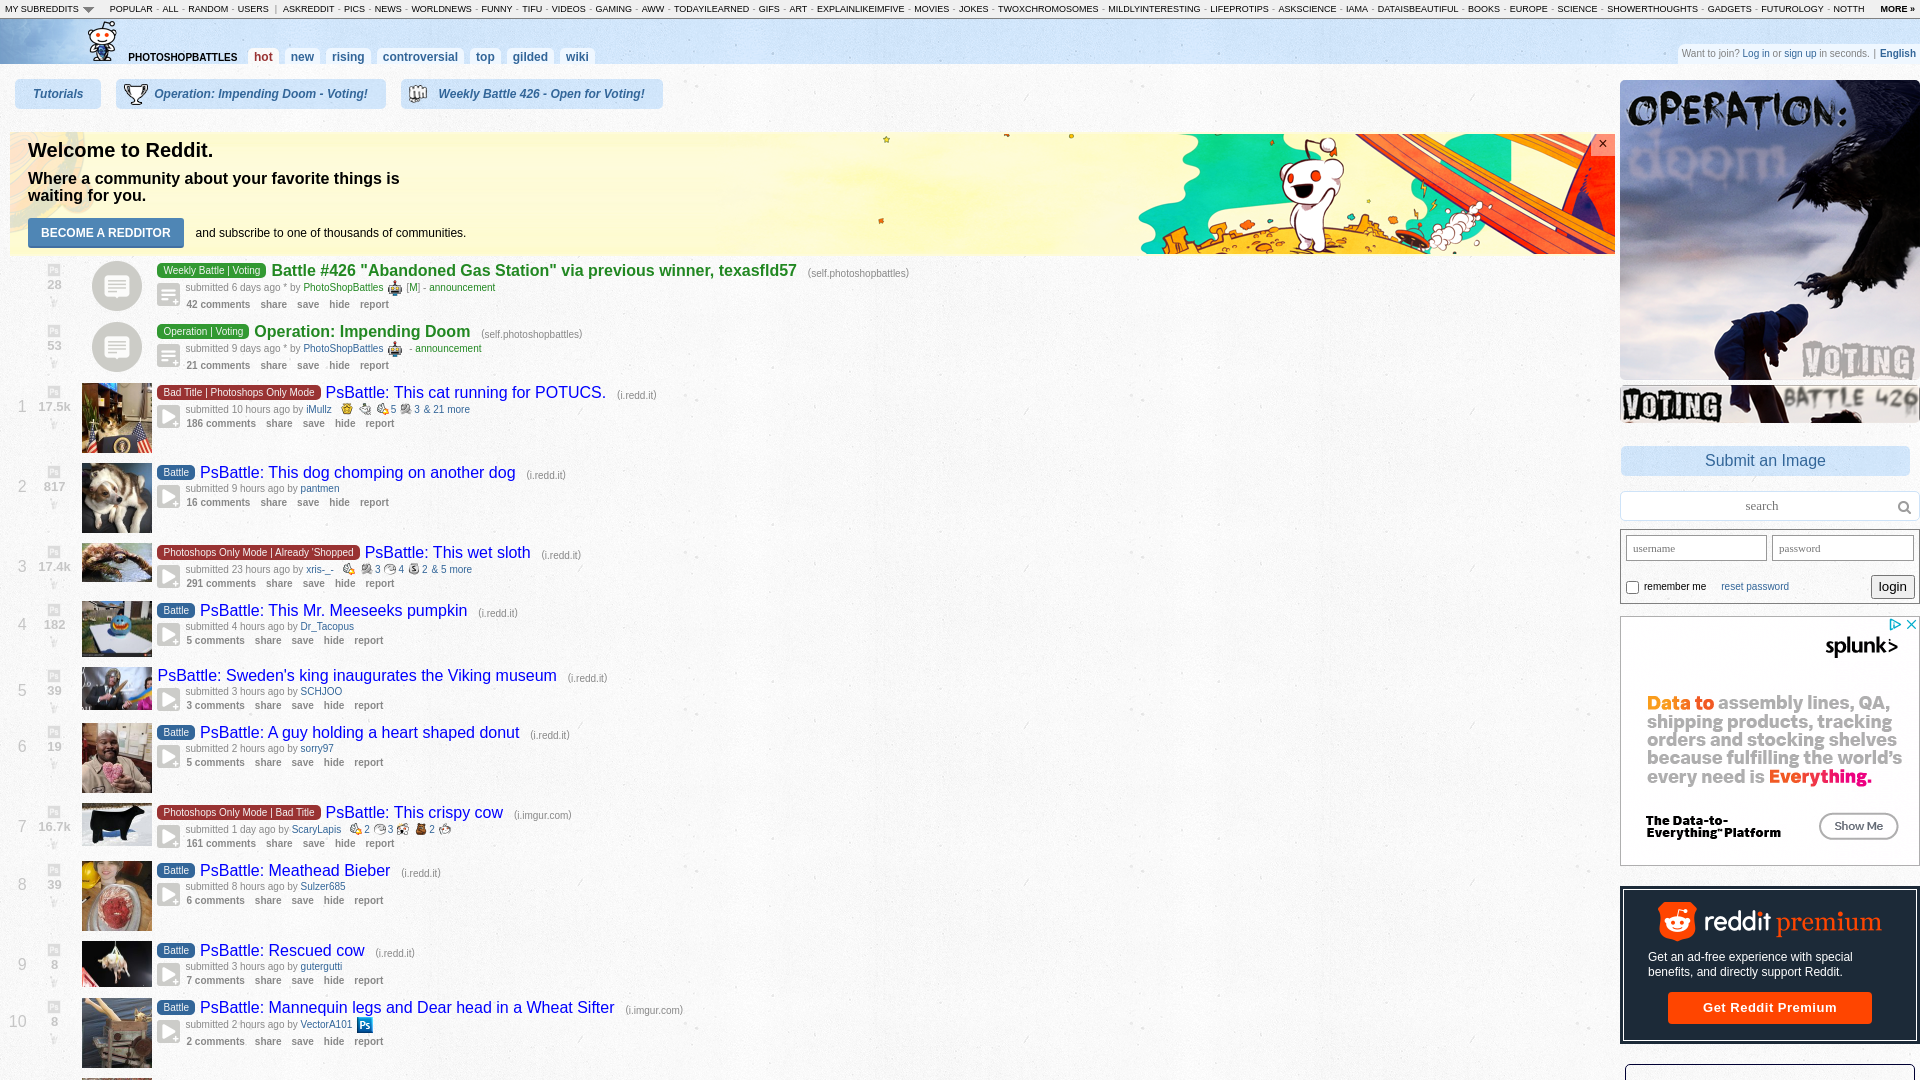 MY SUBREDDITS POPULAR - ALL - RANDOM - USERS | ASKREDDIT - PICS - NEWS - WORLDNEWS - FUNNY - TIFU - VIDEOS - GAMING - AWW - TODAYILEARNED - GIFS - ART - EXPLAINLIKEIMFIVE - MOVIES - JOKES - TWOXCHROMOSOMES - MILDLYINTERESTING - LIFEPROTIPS - ASKSCIENCE - IAMA - DATAISBEAUTIFUL - BOOKS - EUROPE - SCIENCE - SHOWERTHOUGHTS - GADGETS - FUTUROLOGY - NOTTH MORE »
PHOTOSHOPBATTLES hot new rising controversial top gilded wiki
Want to join? Log in or sign up in seconds. | English
Tutorials
Operation: Impending Doom - Voting!
Weekly Battle 426 - Open for Voting!
Welcome to Reddit.
Where a community about your favorite things is
waiting for you.
BECOME A REDDITOR and subscribe to one of thousands of communities.
×
28
Weekly Battle | Voting Battle #426 "Abandoned Gas Station" via previous winner, texasfld57 (self.photoshopbattles)
submitted 6 days ago * by PhotoShopBattles [M] - announcement
42 comments share save hide report
53
Operation | Voting Operation: Impending Doom (self.photoshopbattles)
submitted 9 days ago * by PhotoShopBattles - announcement
21 comments share save hide report
1 17.5k
Bad Title | Photoshops Only Mode PsBattle: This cat running for POTUCS. (i.redd.it)
submitted 10 hours ago by iMullz 5 3 & 21 more
186 comments share save hide report
2 817
Battle PsBattle: This dog chomping on another dog (i.redd.it)
submitted 9 hours ago by pantmen
16 comments share save hide report
3 17.4k
Photoshops Only Mode | Already 'Shopped PsBattle: This wet sloth (i.redd.it)
submitted 23 hours ago by xris-_- 3 4 2 & 5 more
291 comments share save hide report
4 182
Battle PsBattle: This Mr. Meeseeks pumpkin (i.redd.it)
submitted 4 hours ago by Dr_Tacopus
5 comments share save hide report
5 39
PsBattle: Sweden's king inaugurates the Viking museum (i.redd.it)
submitted 3 hours ago by SCHJOO
3 comments share save hide report
6 19
Battle PsBattle: A guy holding a heart shaped donut (i.redd.it)
submitted 2 hours ago by sorry97
5 comments share save hide report
7 16.7k
Photoshops Only Mode | Bad Title PsBattle: This crispy cow (i.imgur.com)
submitted 1 day ago by ScaryLapis 2 3 2
161 comments share save hide report
8 39
Battle PsBattle: Meathead Bieber (i.redd.it)
submitted 8 hours ago by Sulzer685
6 comments share save hide report
9 8
Battle PsBattle: Rescued cow (i.redd.it)
submitted 3 hours ago by gutergutti
7 comments share save hide report
10 8
Battle PsBattle: Mannequin legs and Dear head in a Wheat Sifter (i.imgur.com)
submitted 2 hours ago by VectorA101 Ps
2 comments share save hide report
OPERATION:
doom
VOTING
VOTING BATTLE 426
Submit an Image
search
username password
remember me reset password login
splunk>
Data to assembly lines, QA,
shipping products, tracking
orders and stocking shelves
because fulfilling the world's
every need is Everything.
The Data-to-
Everything™ Platform
Show Me
reddit premium
Get an ad-free experience with special
benefits, and directly support Reddit.
Get Reddit Premium